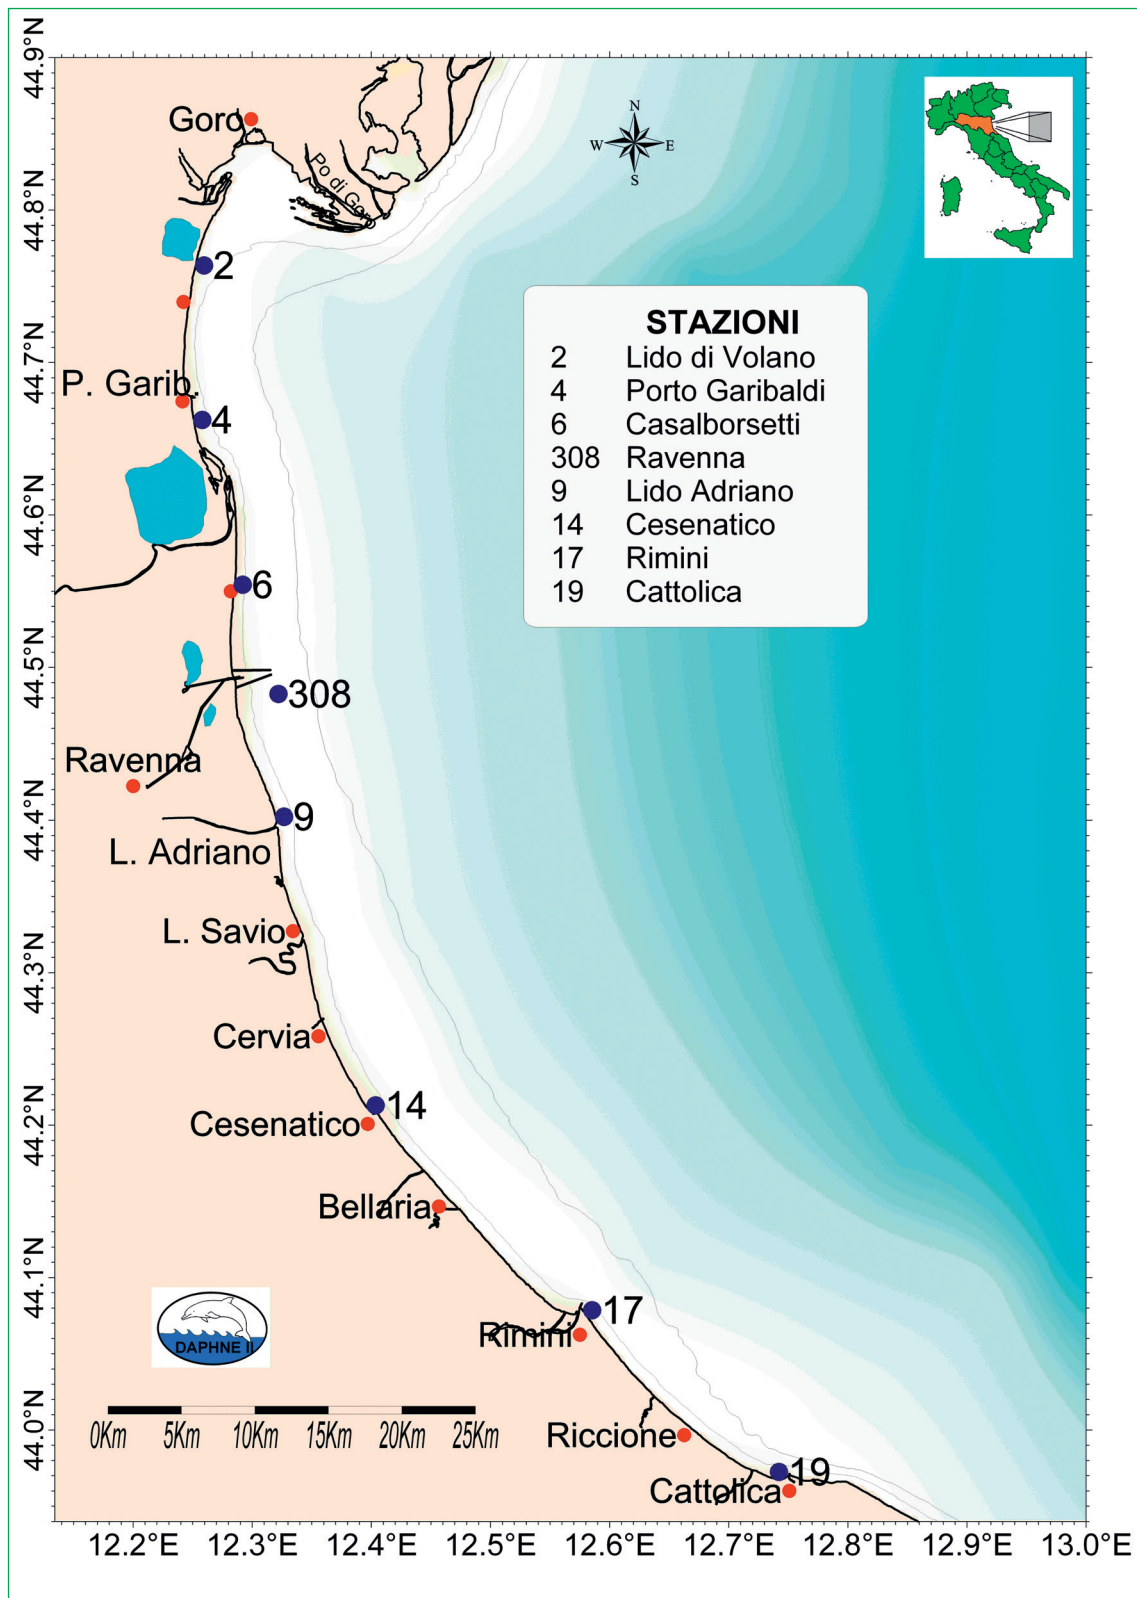 44.9°N
44.8°N
44.7°N
44.6°N
44.5°N
44.4°N
44.3°N
44.2°N
44.1°N
44.0°N
Goro
Po di Goro
N
W E
S
2
P. Garib.
4
6
308
Ravenna
9
L. Adriano
L. Savio
Cervia
14
Cesenatico
Bellaria
17
Rimini
Riccione
19
Cattolica
STAZIONI
2 Lido di Volano
4 Porto Garibaldi
6 Casalborsetti
308 Ravenna
9 Lido Adriano
14 Cesenatico
17 Rimini
19 Cattolica
DAPHNE II
0Km 5Km 10Km 15Km 20Km 25Km
12.2°E 12.3°E 12.4°E 12.5°E 12.6°E 12.7°E 12.8°E 12.9°E 13.0°E